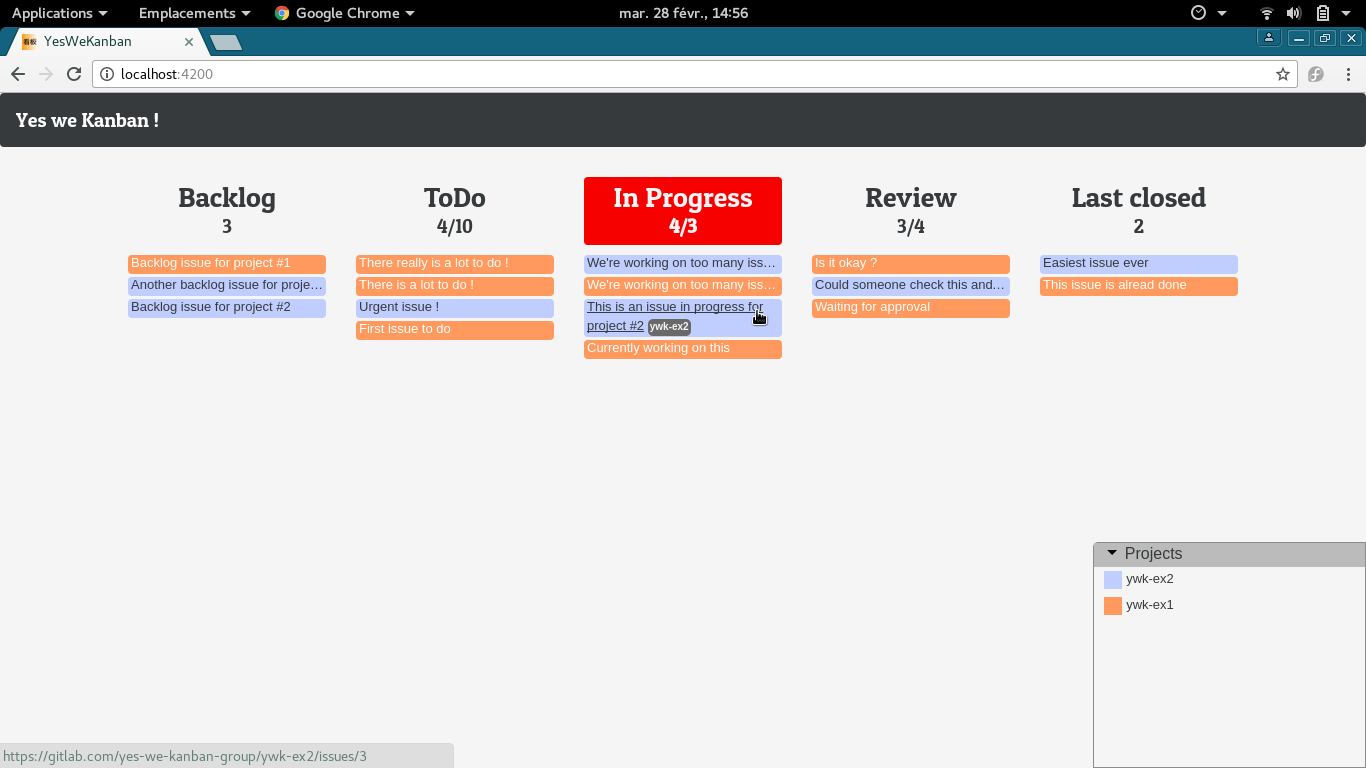 Applications Emplacements Google Chrome mar. 28 févr., 14:56
YesWeKanban
localhost:4200
Yes we Kanban !
Backlog
3
Backlog issue for project #1
Another backlog issue for proje…
Backlog issue for project #2
ToDo
4/10
There really is a lot to do !
There is a lot to do !
Urgent issue !
First issue to do
In Progress
4/3
We're working on too many iss…
We're working on too many iss…
This is an issue in progress for
project #2 ywk-ex2
Currently working on this
Review
3/4
Is it okay ?
Could someone check this and…
Waiting for approval
Last closed
2
Easiest issue ever
This issue is alread done
Projects
ywk-ex2
ywk-ex1
https://gitlab.com/yes-we-kanban-group/ywk-ex2/issues/3